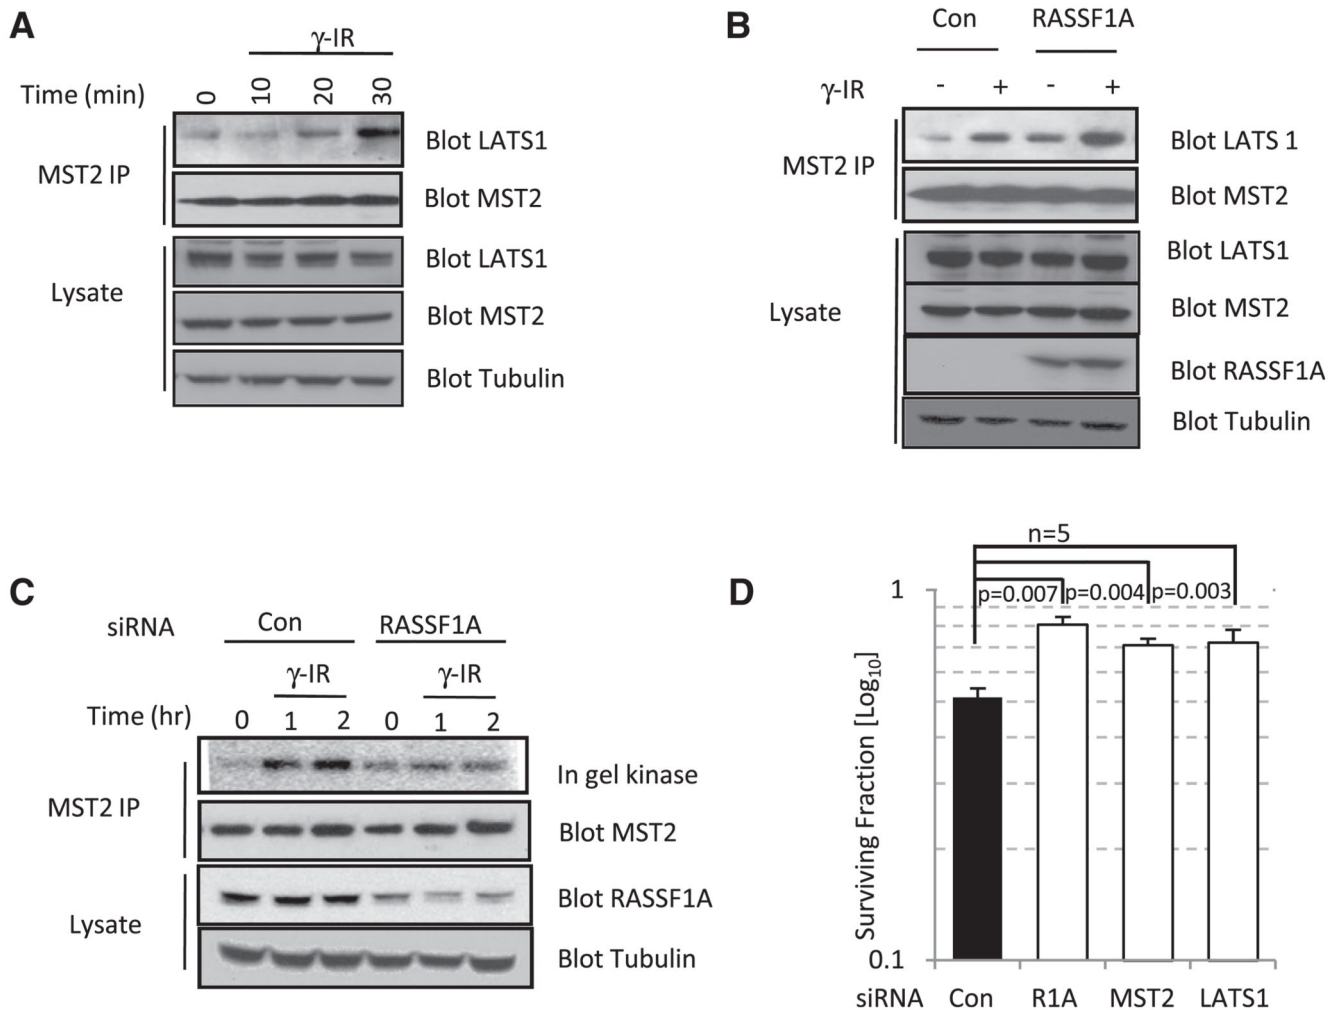 A
γ-IR
Time (min) 0 10 20 30
MST2 IP
Blot LATS1
Blot MST2
Lysate
Blot LATS1
Blot MST2
Blot Tubulin
B
Con RASSF1A
γ-IR - + - +
MST2 IP
Blot LATS 1
Blot MST2
Lysate
Blot LATS1
Blot MST2
Blot RASSF1A
Blot Tubulin
C
siRNA Con RASSF1A
γ-IR γ-IR
Time (hr) 0 1 2 0 1 2
MST2 IP
In gel kinase
Blot MST2
Lysate
Blot RASSF1A
Blot Tubulin
D
n=5
p=0.007 p=0.004 p=0.003
Surviving Fraction [Log10]
1
0.1
siRNA Con R1A MST2 LATS1